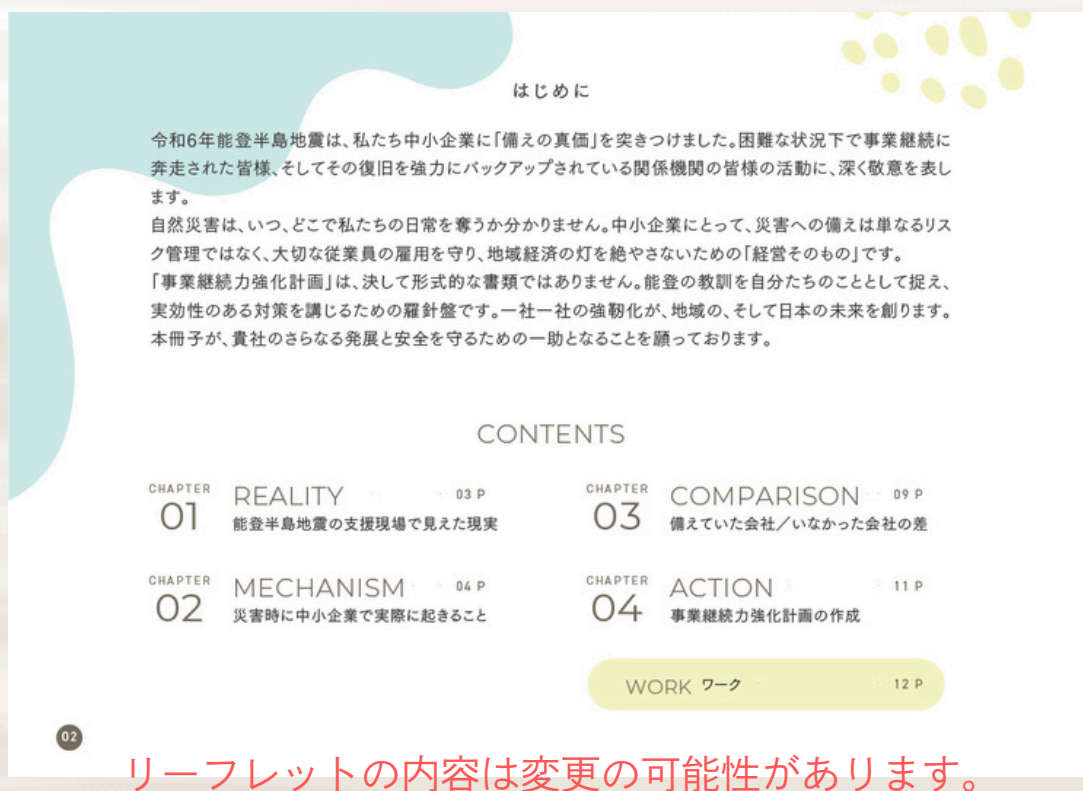 はじめに
令和6年能登半島地震は、私たち中小企業に「備えの真価」を突きつけました。困難な状況下で事業継続に
奔走された皆様、そしてその復旧を強力にバックアップされている関係機関の皆様の活動に、深く敬意を表し
ます。
自然災害は、いつ、どこで私たちの日常を奪うか分かりません。中小企業にとって、災害への備えは単なるリス
ク管理ではなく、大切な従業員の雇用を守り、地域経済の灯を絶やさないための「経営そのもの」です。
「事業継続力強化計画」は、決して形式的な書類ではありません。能登の教訓を自分たちのこととして捉え、
実効性のある対策を講じるための羅針盤です。一社一社の強靭化が、地域の、そして日本の未来を創ります。
本冊子が、貴社のさらなる発展と安全を守るための一助となることを願っております。
CONTENTS
CHAPTER
01
REALITY 03 P
能登半島地震の支援現場で見えた現実
CHAPTER
02
MECHANISM 04 P
災害時に中小企業で実際に起きること
CHAPTER
03
COMPARISON 09 P
備えていた会社／いなかった会社の差
CHAPTER
04
ACTION 11 P
事業継続力強化計画の作成
WORK ワーク 12 P
02
リーフレットの内容は変更の可能性があります。